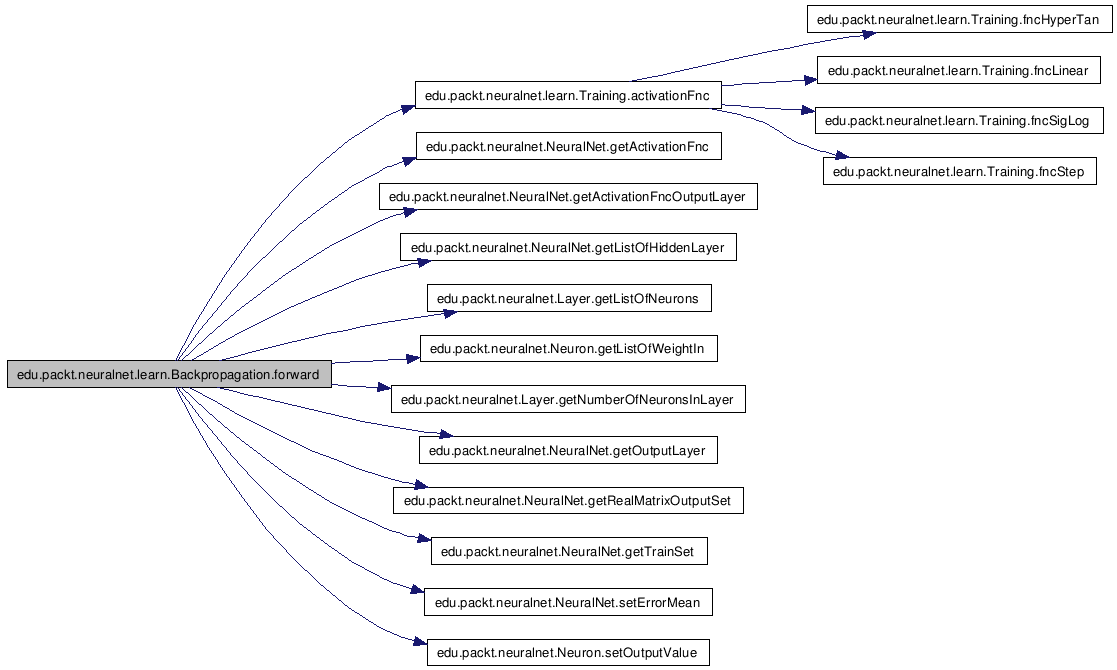 edu.packt.neuralnet.learn.Backpropagation.forward
edu.packt.neuralnet.learn.Training.activationFnc
edu.packt.neuralnet.NeuralNet.getActivationFnc
edu.packt.neuralnet.NeuralNet.getActivationFncOutputLayer
edu.packt.neuralnet.NeuralNet.getListOfHiddenLayer
edu.packt.neuralnet.Layer.getListOfNeurons
edu.packt.neuralnet.Neuron.getListOfWeightIn
edu.packt.neuralnet.Layer.getNumberOfNeuronsInLayer
edu.packt.neuralnet.NeuralNet.getOutputLayer
edu.packt.neuralnet.NeuralNet.getRealMatrixOutputSet
edu.packt.neuralnet.NeuralNet.getTrainSet
edu.packt.neuralnet.NeuralNet.setErrorMean
edu.packt.neuralnet.Neuron.setOutputValue
edu.packt.neuralnet.learn.Training.fncHyperTan
edu.packt.neuralnet.learn.Training.fncLinear
edu.packt.neuralnet.learn.Training.fncSigLog
edu.packt.neuralnet.learn.Training.fncStep